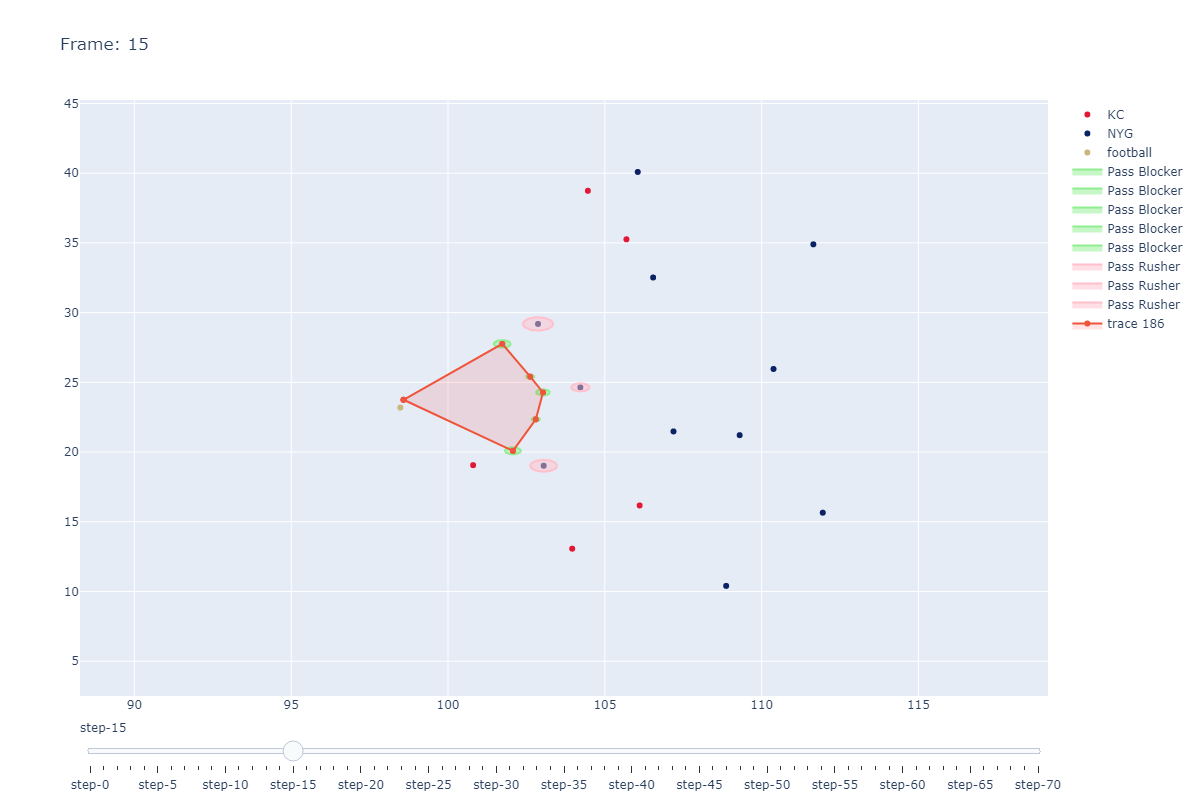 Frame: 15
45
40
35
30
25
20
15
10
5
90 95 100 105 110 115
KC
NYG
football
Pass Blocker
Pass Blocker
Pass Blocker
Pass Blocker
Pass Blocker
Pass Rusher
Pass Rusher
Pass Rusher
trace 186
step-15
step-0 step-5 step-10 step-15 step-20 step-25 step-30 step-35 step-40 step-45 step-50 step-55 step-60 step-65 step-70